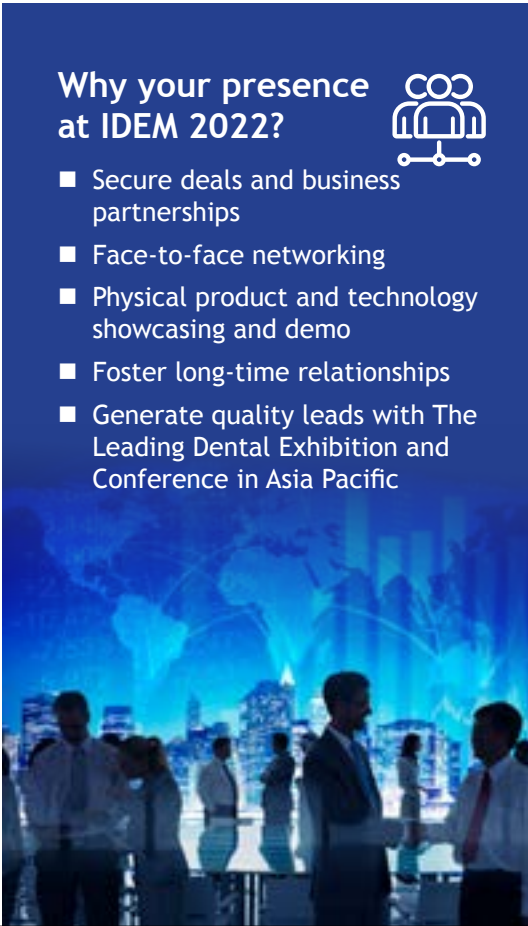 Why your presence
at IDEM 2022?
■ Secure deals and business
partnerships
■ Face-to-face networking
■ Physical product and technology
showcasing and demo
■ Foster long-time relationships
■ Generate quality leads with The
Leading Dental Exhibition and
Conference in Asia Pacific